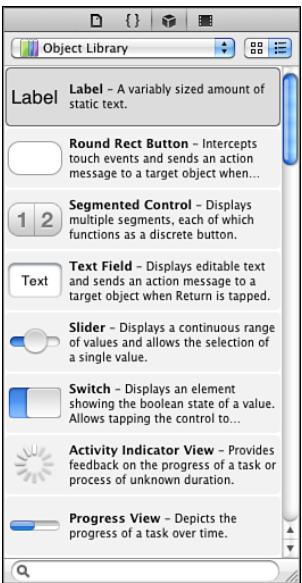 { }
Object Library
Label
Label – A variably sized amount of
static text.
Round Rect Button – Intercepts
touch events and sends an action
message to a target object when...
1 2
Segmented Control – Displays
multiple segments, each of which
functions as a discrete button.
Text
Text Field – Displays editable text
and sends an action message to a
target object when Return is tapped.
Slider – Displays a continuous range
of values and allows the selection of
a single value.
Switch – Displays an element
showing the boolean state of a value.
Allows tapping the control to...
Activity Indicator View – Provides
feedback on the progress of a task or
process of unknown duration.
Progress View – Depicts the
progress of a task over time.